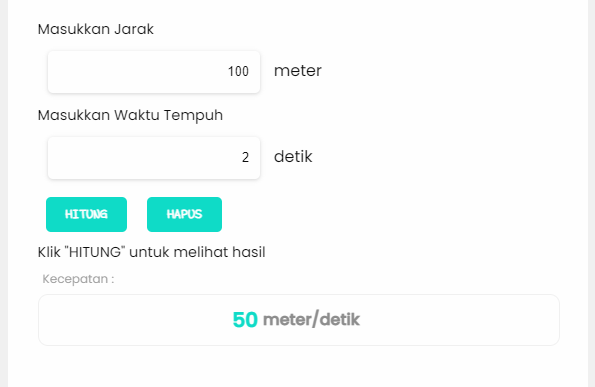 Masukkan Jarak
100 meter
Masukkan Waktu Tempuh
2 detik
HITUNG HAPUS
Klik "HITUNG" untuk melihat hasil
Kecepatan :
50 meter/detik